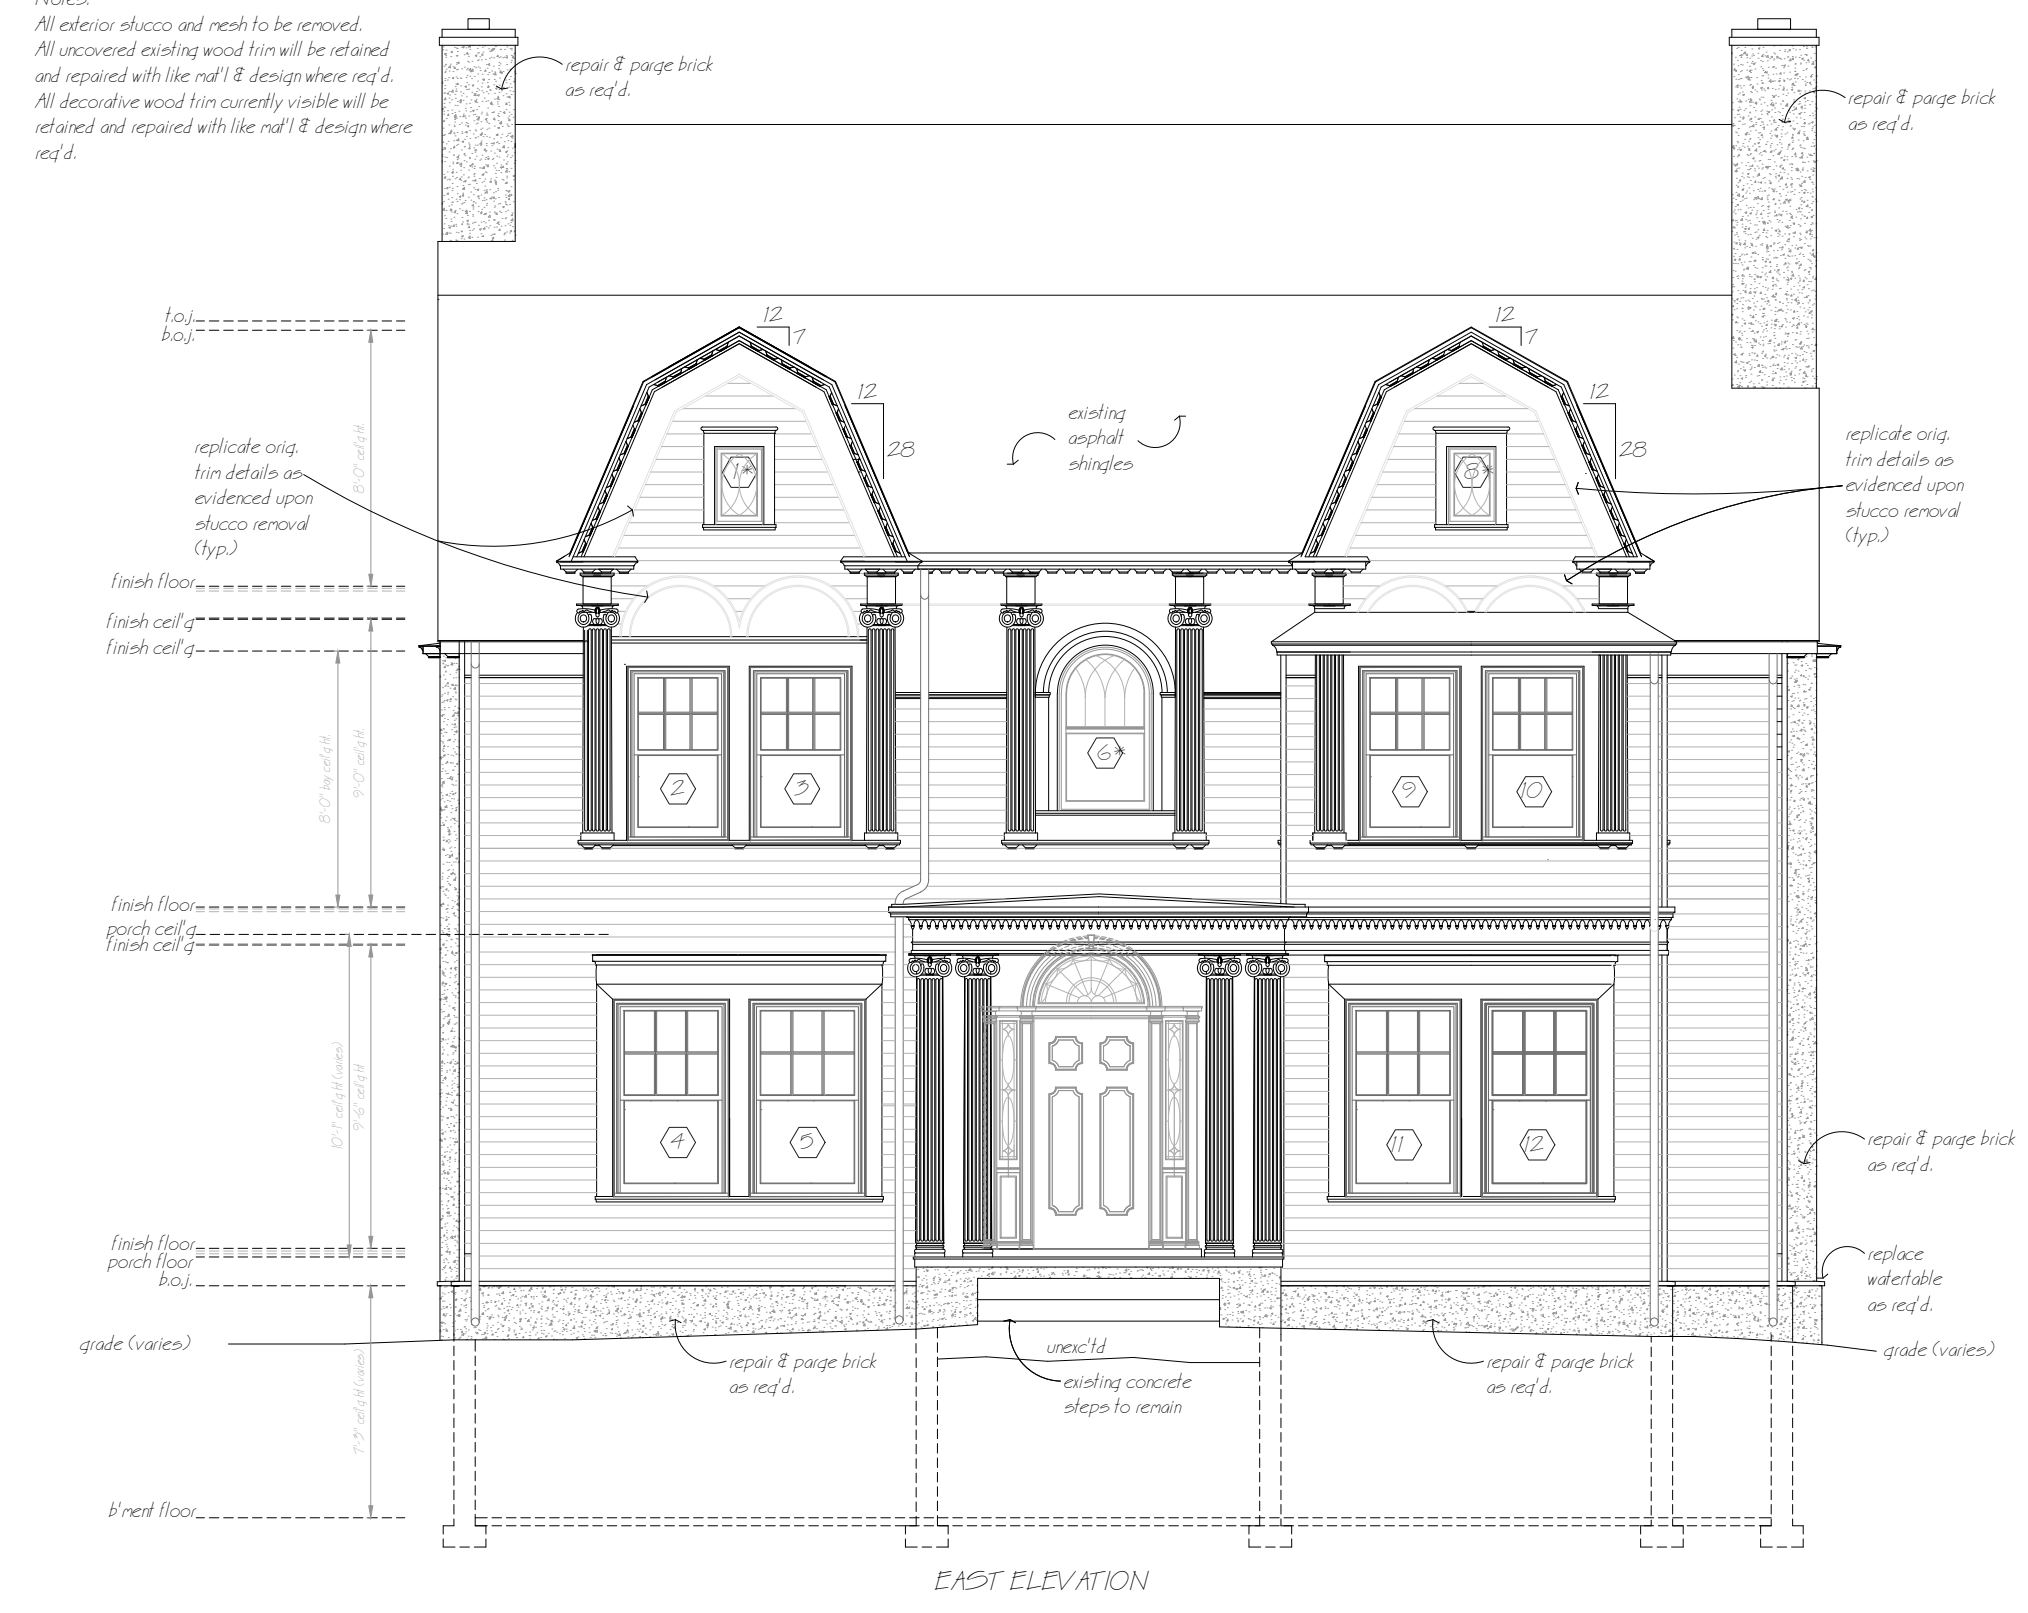 Notes:
All exterior stucco and mesh to be removed.
All uncovered existing wood trim will be retained
and repaired with like mat'l & design where req'd.
All decorative wood trim currently visible will be
retained and repaired with like mat'l & design where
req'd.
repair & parge brick
as req'd.
repair & parge brick
as req'd.
t.o.j.
b.o.j.
12
7
12
28
12
7
12
28
existing
asphalt
shingles
replicate orig.
trim details as
evidenced upon
stucco removal
(typ.)
replicate orig.
trim details as
evidenced upon
stucco removal
(typ.)
1*
8*
8'-0" ceil'g ht.
finish floor
finish ceil'g
finish ceil'g
8'-0" bay ceil'g ht.
9'-0" ceil'g ht.
2
3
6*
9
10
finish floor
porch ceil'g
finish ceil'g
10'-1" ceil'g ht (varies)
9'-6" ceil'g ht
4
5
11
12
repair & parge brick
as req'd.
finish floor
porch floor
b.o.j.
replace
watertable
as req'd.
grade (varies)
grade (varies)
7'-3" ceil'g ht (varies)
repair & parge brick
as req'd.
unexc'td
existing concrete
steps to remain
repair & parge brick
as req'd.
b'ment floor
EAST ELEVATION